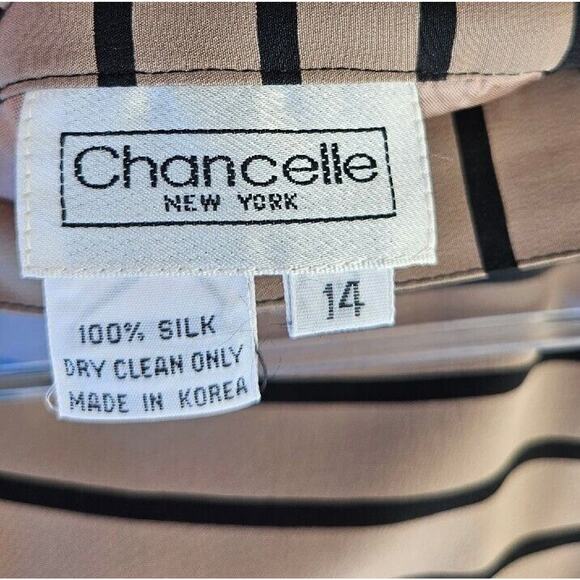 Chancelle
NEW YORK
14
100% SILK
DRY CLEAN ONLY
MADE IN KOREA